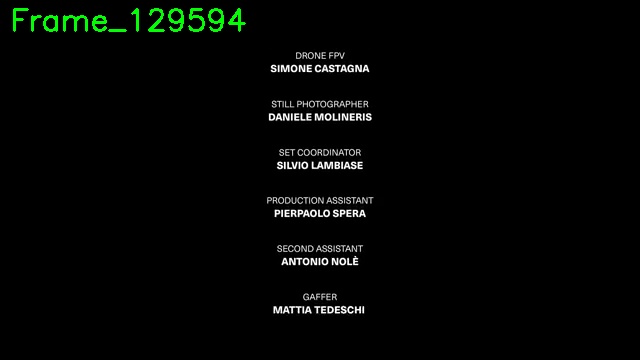 Frame_129594
DRONE FPV
SIMONE CASTAGNA
STILL PHOTOGRAPHER
DANIELE MOLINERIS
SET COORDINATOR
SILVIO LAMBIASE
PRODUCTION ASSISTANT
PIERPAOLO SPERA
SECOND ASSISTANT
ANTONIO NOLÈ
GAFFER
MATTIA TEDESCHI